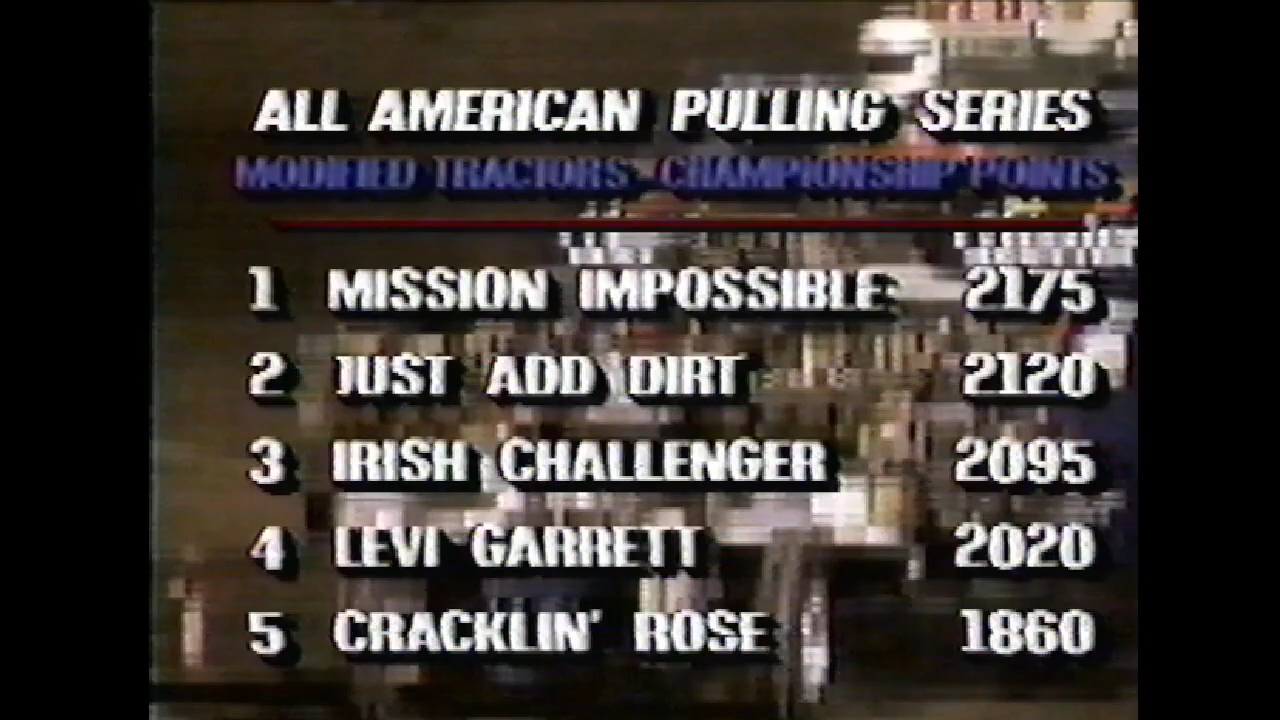 ALL AMERICAN PULLING SERIES
MODIFIED TRACTORS CHAMPIONSHIP POINTS
1 MISSION IMPOSSIBLE 2175
2 JUST ADD DIRT 2120
3 IRISH CHALLENGER 2095
4 LEVI GARRETT 2020
5 CRACKLIN' ROSE 1860